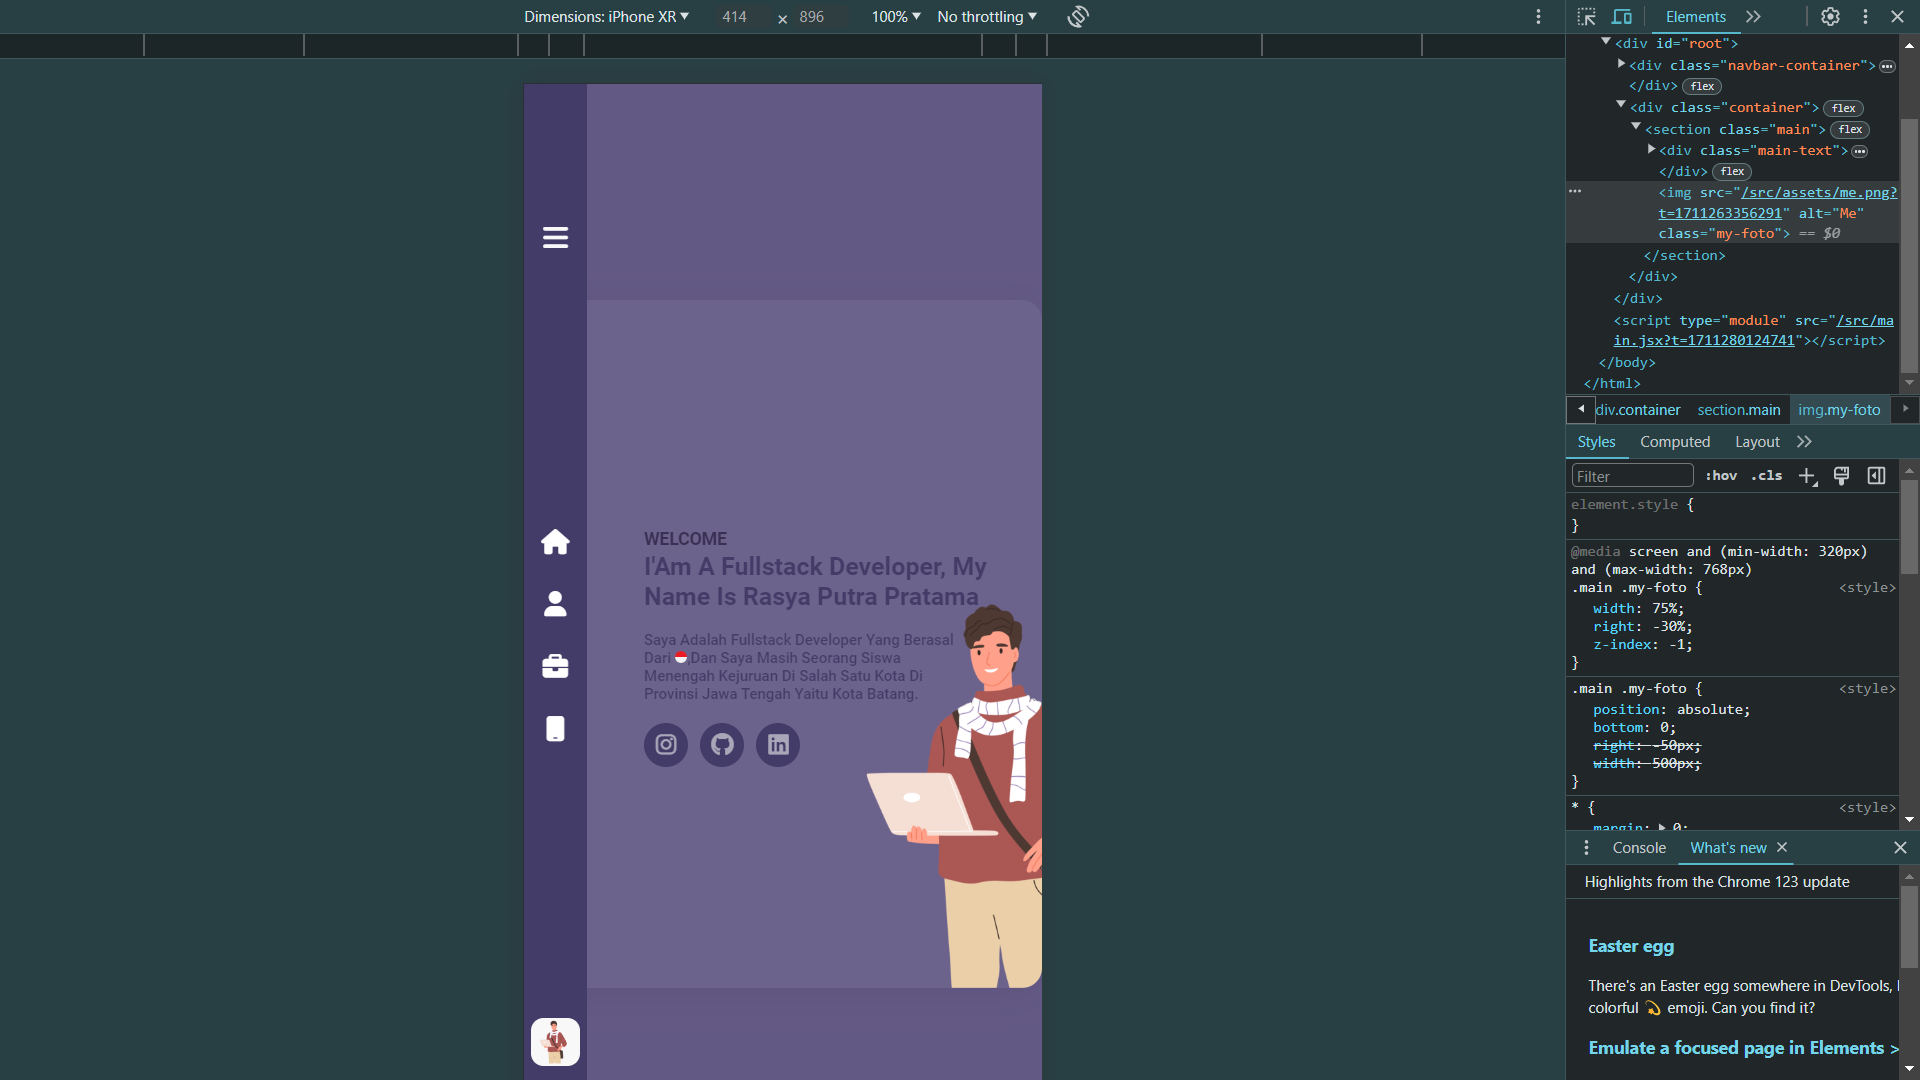 Dimensions: iPhone XR 414 × 896 100% No throttling
WELCOME
I'Am A Fullstack Developer, My
Name Is Rasya Putra Pratama
Saya Adalah Fullstack Developer Yang Berasal
Dari 🇮🇩,Dan Saya Masih Seorang Siswa
Menengah Kejuruan Di Salah Satu Kota Di
Provinsi Jawa Tengah Yaitu Kota Batang.
Elements
<div id="root">
<div class="navbar-container"> …
</div> flex
<div class="container"> flex
<section class="main"> flex
<div class="main-text"> …
</div> flex
<img src="/src/assets/me.png?
t=1711263356291" alt="Me"
class="my-foto"> == $0
</section>
</div>
</div>
<script type="module" src="/src/ma
in.jsx?t=1711280124741"></script>
</body>
</html>
div.container section.main img.my-foto
Styles Computed Layout
Filter :hov .cls
element.style {
}
@media screen and (min-width: 320px)
and (max-width: 768px)
.main .my-foto { <style>
width: 75%;
right: -30%;
z-index: -1;
}
.main .my-foto { <style>
position: absolute;
bottom: 0;
right: -50px;
width: 500px;
}
* { <style>
margin: 0;
Console What's new
Highlights from the Chrome 123 update
Easter egg
There's an Easter egg somewhere in DevTools,
colorful 💫 emoji. Can you find it?
Emulate a focused page in Elements >